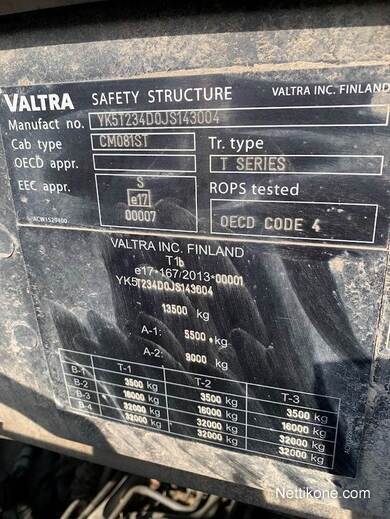 VALTRA SAFETY STRUCTURE VALTRA INC. FINLAND
Manufact no. YK5T234D0JS143004
Cab type CM081ST Tr. type
OECD appr. T SERIES
EEC appr. S ROPS tested
e17
00007 OECD CODE 4
ACW1529400
VALTRA INC. FINLAND
T1b
e17*167/2013*00001
YK5T234D0JS143004
13500 kg
A-1: 5500 kg
A-2: 9000 kg
T-1 T-2 T-3
B-1 3500 kg 3500 kg 3500 kg
B-2 16000 kg 16000 kg 16000 kg
B-3 32000 kg 32000 kg 32000 kg
B-4 32000 kg 32000 kg 32000 kg
Nettikone.com